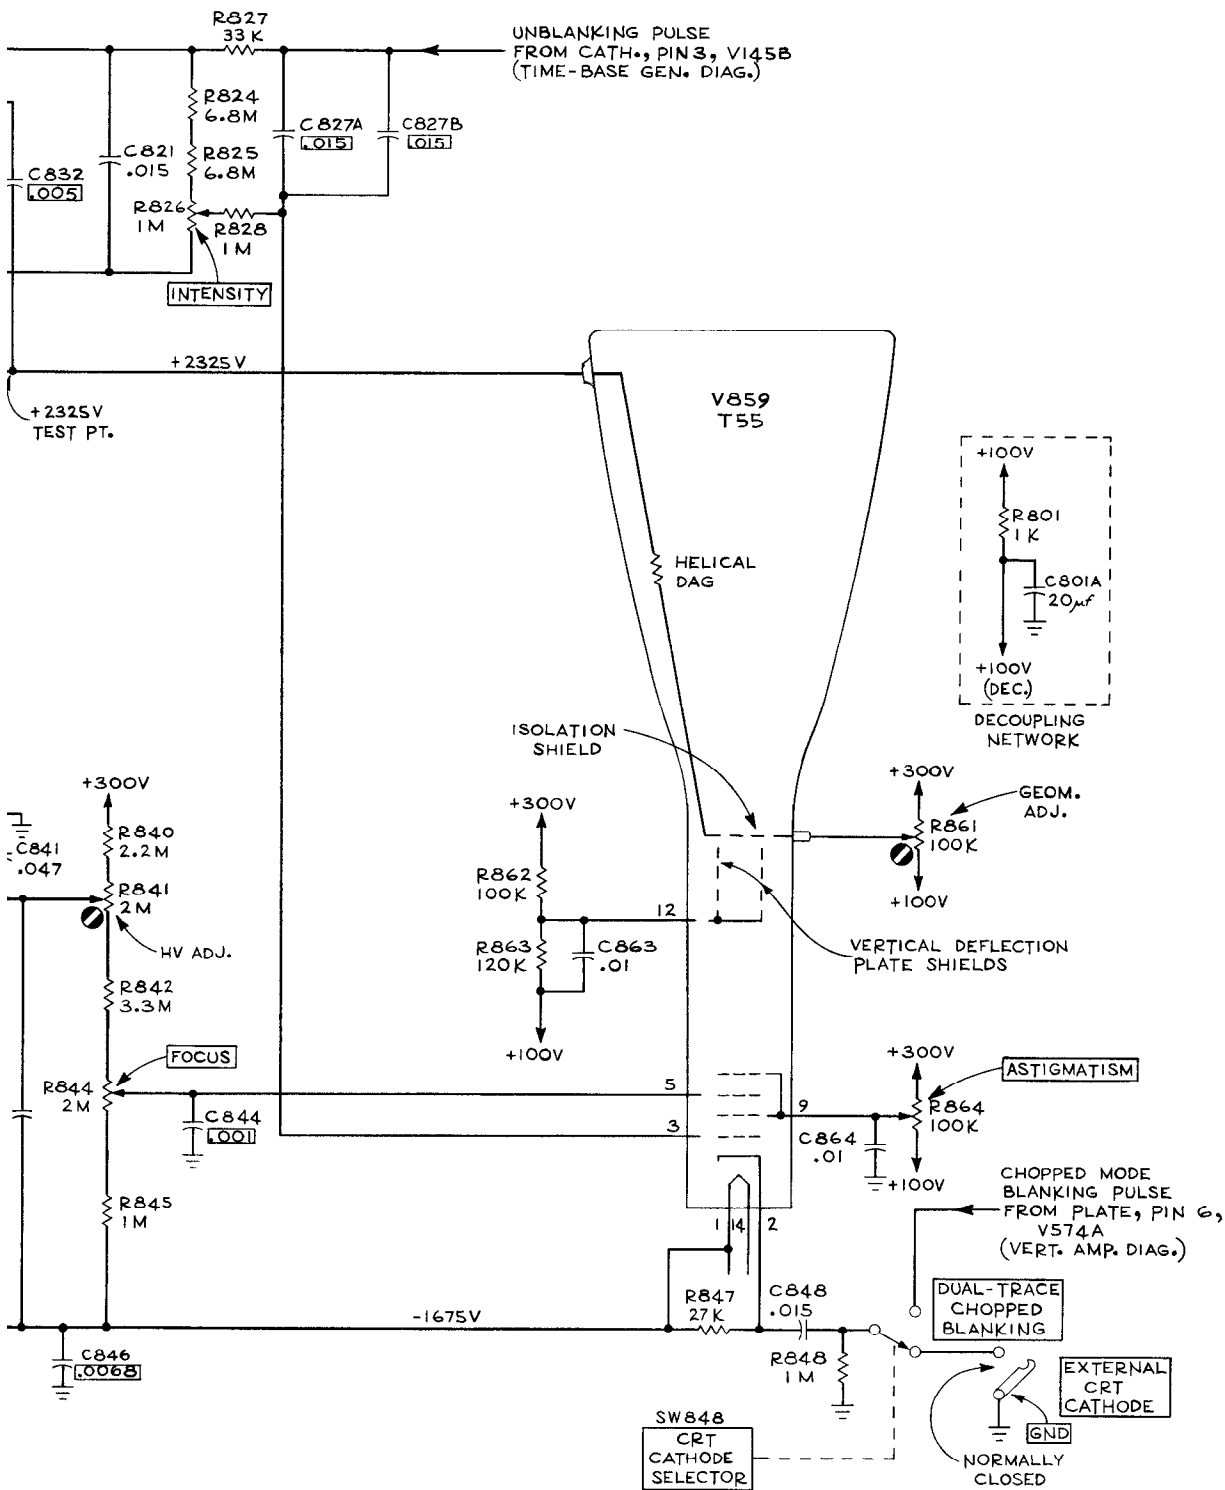 R827
33K
UNBLANKING PULSE
FROM CATH., PIN 3, V145B
(TIME-BASE GEN. DIAG.)
R824
6.8M
C827A
.015
C827B
.015
C821
.015
R825
6.8M
C832
.005
R826
1M
R828
1M
INTENSITY
+2325V
+2325V
TEST PT.
V859
T55
+100V
R801
1K
C801A
20µf
+100V
(DEC.)
DECOUPLING
NETWORK
HELICAL
DAG
ISOLATION
SHIELD
+300V
R840
2.2M
C841
.047
R841
2M
HV ADJ.
+300V
R862
100K
12
R863
120K
C863
.01
+100V
+300V
GEOM.
ADJ.
R861
100K
+100V
VERTICAL DEFLECTION
PLATE SHIELDS
R842
3.3M
FOCUS
R844
2M
5
C844
.001
3
9
+300V
ASTIGMATISM
R864
100K
C864
.01
+100V
R845
1M
1
14
2
CHOPPED MODE
BLANKING PULSE
FROM PLATE, PIN 6,
V574A
(VERT. AMP. DIAG.)
-1675V
R847
27K
C848
.015
DUAL-TRACE
CHOPPED
BLANKING
C846
.0068
R848
1M
EXTERNAL
CRT
CATHODE
GND
SW848
CRT
CATHODE
SELECTOR
NORMALLY
CLOSED